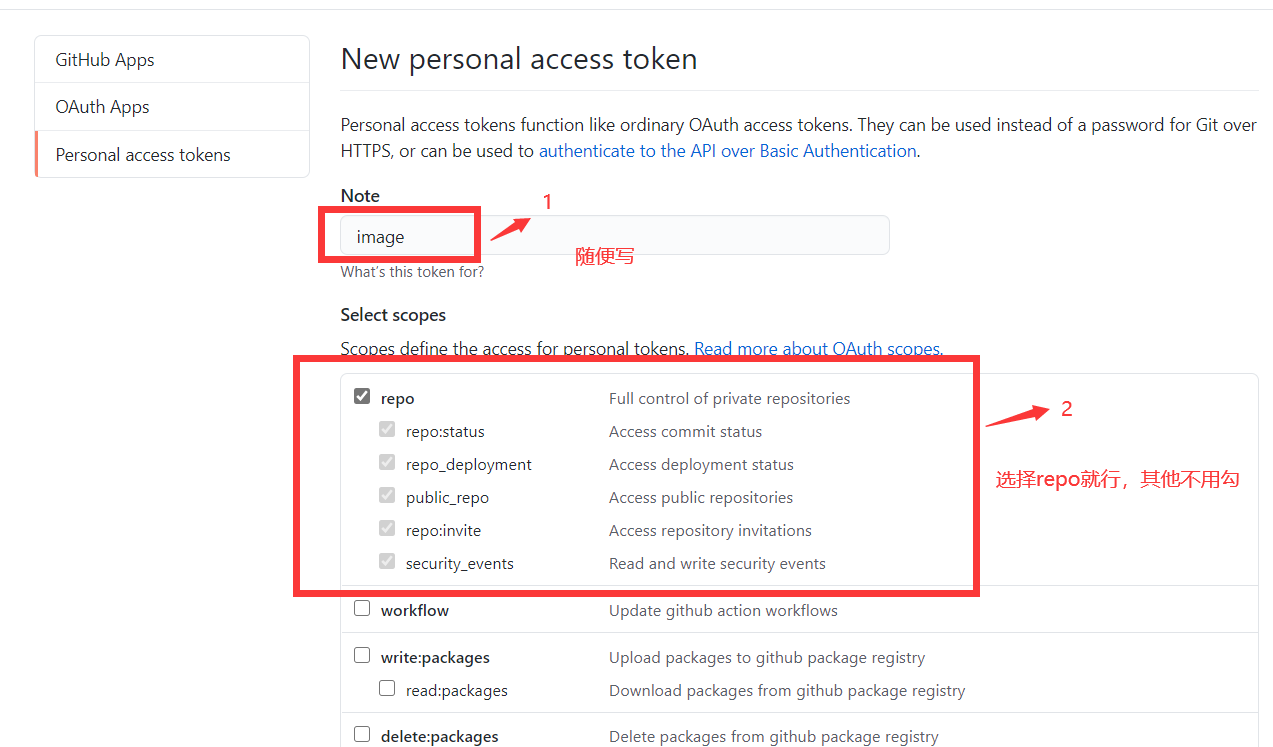 GitHub Apps
OAuth Apps
Personal access tokens
New personal access token
Personal access tokens function like ordinary OAuth access tokens. They can be used instead of a password for Git over
HTTPS, or can be used to authenticate to the API over Basic Authentication.
Note
1
image
随便写
What's this token for?
Select scopes
Scopes define the access for personal tokens. Read more about OAuth scopes.
repo Full control of private repositories
2
repo:status Access commit status
repo_deployment Access deployment status
选择repo就行，其他不用勾
public_repo Access public repositories
repo:invite Access repository invitations
security_events Read and write security events
workflow Update github action workflows
write:packages Upload packages to github package registry
read:packages Download packages from github package registry
delete:packages Delete packages from github package registry